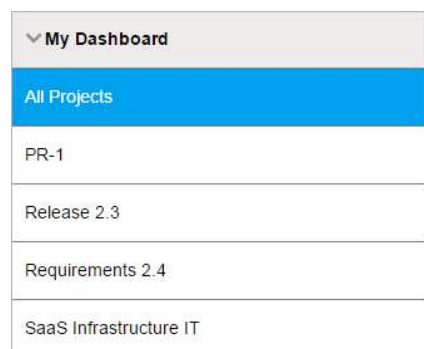 My Dashboard
All Projects
PR-1
Release 2.3
Requirements 2.4
SaaS Infrastructure IT